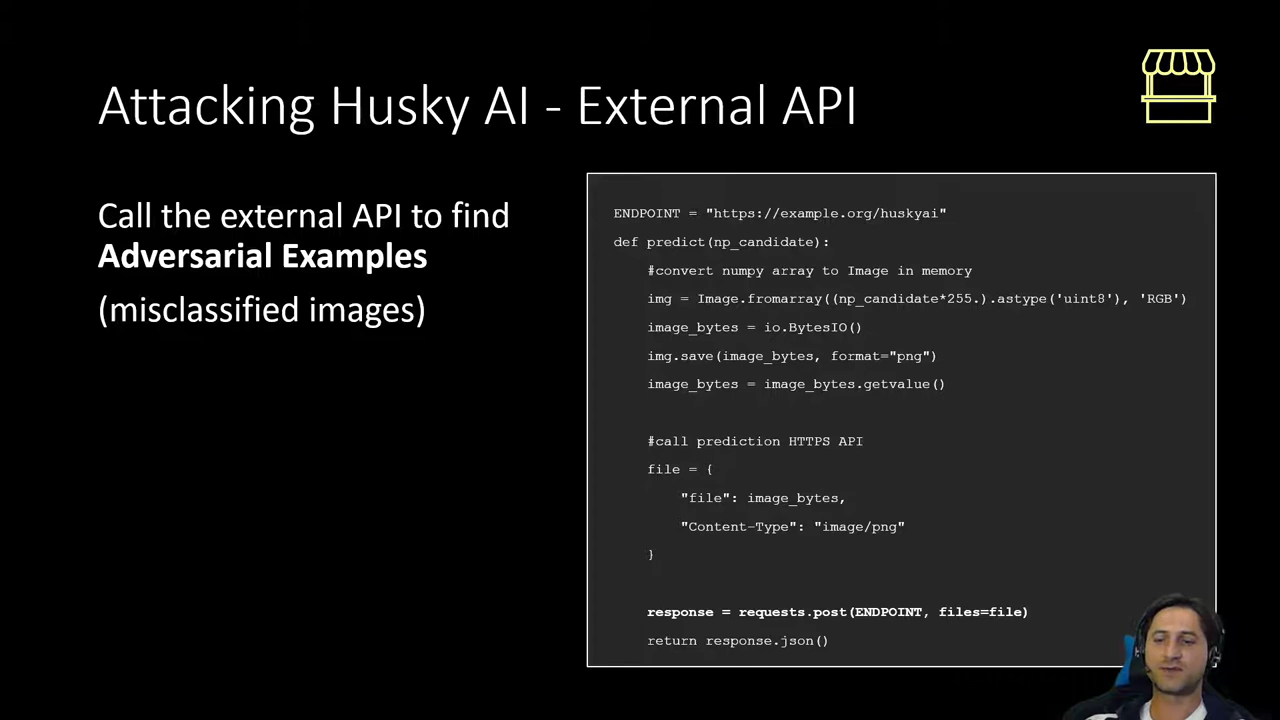 Attacking Husky AI - External API
Call the external API to find
Adversarial Examples
(misclassified images)
ENDPOINT = "https://example.org/huskyai"
def predict(np_candidate):
    #convert numpy array to Image in memory
    img = Image.fromarray((np_candidate*255.).astype('uint8'), 'RGB')
    image_bytes = io.BytesIO()
    img.save(image_bytes, format="png")
    image_bytes = image_bytes.getvalue()
    #call prediction HTTPS API
    file = {
        "file": image_bytes,
        "Content-Type": "image/png"
    }
    response = requests.post(ENDPOINT, files=file)
    return response.json()